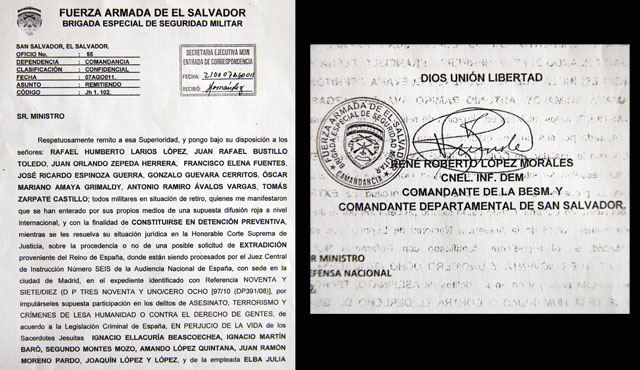 FUERZA ARMADA DE EL SALVADOR
BRIGADA ESPECIAL DE SEGURIDAD MILITAR
SAN SALVADOR, EL SALVADOR.
OFICIO No. : 55
DEPENDENCIA : COMANDANCIA
CLASIFICACIÓN : CONFIDENCIAL
FECHA : 07AGO011.
ASUNTO : REMITIENDO
CÓDIGO : Jh 1. 102.
SECRETARIA EJECUTIVA MDN
ENTRADA DE CORRESPONDENCIA
FECHA:
RECIBIÓ:
SR. MINISTRO
Respetuosamente remito a esa Superioridad, y pongo bajo su disposición a los
señores: RAFAEL HUMBERTO LARIOS LÓPEZ, JUAN RAFAEL BUSTILLO
TOLEDO, JUAN ORLANDO ZEPEDA HERRERA, FRANCISCO ELENA FUENTES,
JOSÉ RICARDO ESPINOZA GUERRA, GONZALO GUEVARA CERRITOS, ÓSCAR
MARIANO AMAYA GRIMALDY, ANTONIO RAMIRO ÁVALOS VARGAS, TOMÁS
ZARPATE CASTILLO; todos militares en situación de retiro, quienes me manifestaron
que se han enterado por sus propios medios de una supuesta difusión roja a nivel
internacional, y con la finalidad de CONSTITUIRSE EN DETENCIÓN PREVENTIVA,
mientras se les resuelva su situación jurídica en la Honorable Corte Suprema de
Justicia, sobre la procedencia o no de una posible solicitud de EXTRADICIÓN
proveniente del Reino de España, donde están siendo procesados por el Juez Central
de Instrucción Número SEIS de la Audiencia Nacional de España, con sede en la
ciudad de Madrid, en el expediente identificado con Referencia NOVENTA Y
SIETE/DIEZ (D P TRES NOVENTA Y UNOCERO OCHO [97/10 (DP391/08)], por
imputárseles supuesta participación en los delitos de ASESINATO, TERRORISMO Y
CRÍMENES DE LESA HUMANIDAD O CONTRA EL DERECHO DE GENTES, de
acuerdo a la Legislación Criminal de España, EN PERJUICIO DE LA VIDA de los
Sacerdotes Jesuitas IGNACIO ELLACURÍA BEASCOECHEA, IGNACIO MARTÍN
BARÓ, SEGUNDO MONTES MOZO, AMANDO LÓPEZ QUINTANA, JUAN RAMÓN
MORENO PARDO, JOAQUÍN LÓPEZ Y LÓPEZ, y de la empleada ELBA JULIA
DIOS UNIÓN LIBERTAD
FUERZA ARMADA DE EL SALVADOR
BRIGADA ESPECIAL DE SEGURIDAD MILITAR
COMANDANCIA
RENÉ ROBERTO LÓPEZ MORALES
CNEL. INF. DEM
COMANDANTE DE LA BESM. Y
COMANDANTE DEPARTAMENTAL DE SAN SALVADOR.
OR MINISTRO
EFENSA NACIONAL